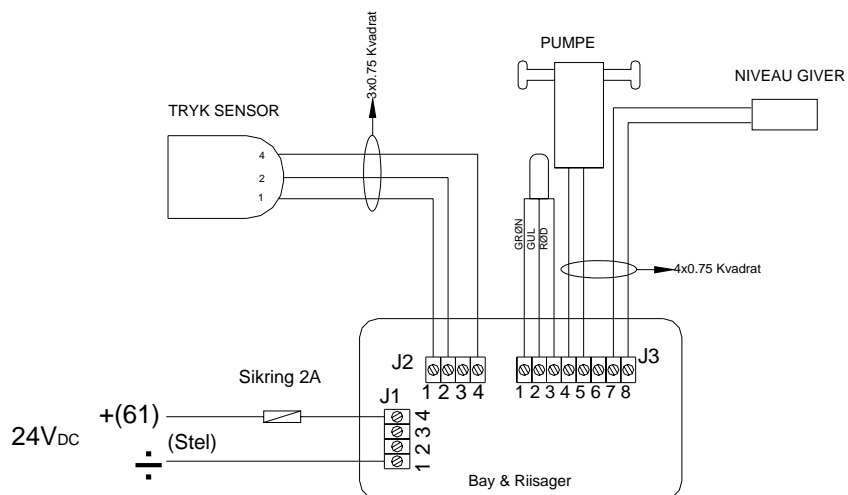 PUMPE
3x0.75 Kvadrat
NIVEAU GIVER
TRYK SENSOR
4
2
1
GRØN
GUL
RØD
4x0.75 Kvadrat
J2
J3
1 2 3 4
1 2 3 4 5 6 7 8
Sikring 2A
J1
+(61)
24VDC
(Stel)
÷
1 2 3 4
Bay & Riisager